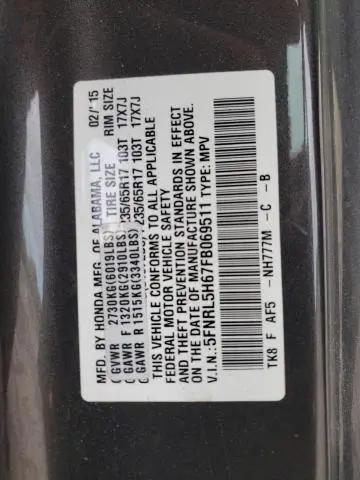 MFD. BY HONDA MFG. OF ALABAMA, LLC 02/'15
GVWR 2730KG(6019LBS) TIRE SIZE RIM SIZE
GAWR F 1320KG(2910LBS) 235/65R17 103T 17X7J
GAWR R 1515KG(3340LBS) 235/65R17 103T 17X7J
THIS VEHICLE CONFORMS TO ALL APPLICABLE
FEDERAL MOTOR VEHICLE SAFETY
AND THEFT PREVENTION STANDARDS IN EFFECT
ON THE DATE OF MANUFACTURE SHOWN ABOVE.
V.I.N.: 5FNRL5H67FB069511 TYPE: MPV
TK8 F AF5 -NH777M -C -B